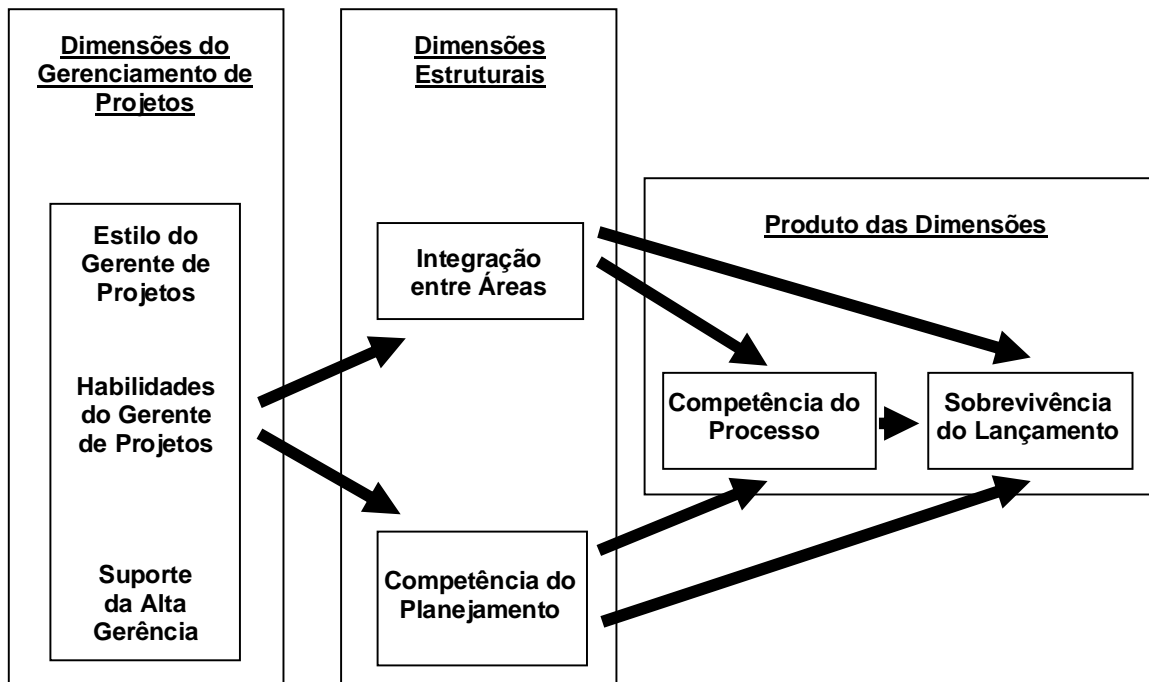 Dimensões do
Gerenciamento de
Projetos
Estilo do
Gerente de
Projetos
Habilidades
do Gerente
de Projetos
Suporte
da Alta
Gerência
Dimensões
Estruturais
Integração
entre Áreas
Competência do
Planejamento
Produto das Dimensões
Competência do
Processo
Sobrevivência
do Lançamento